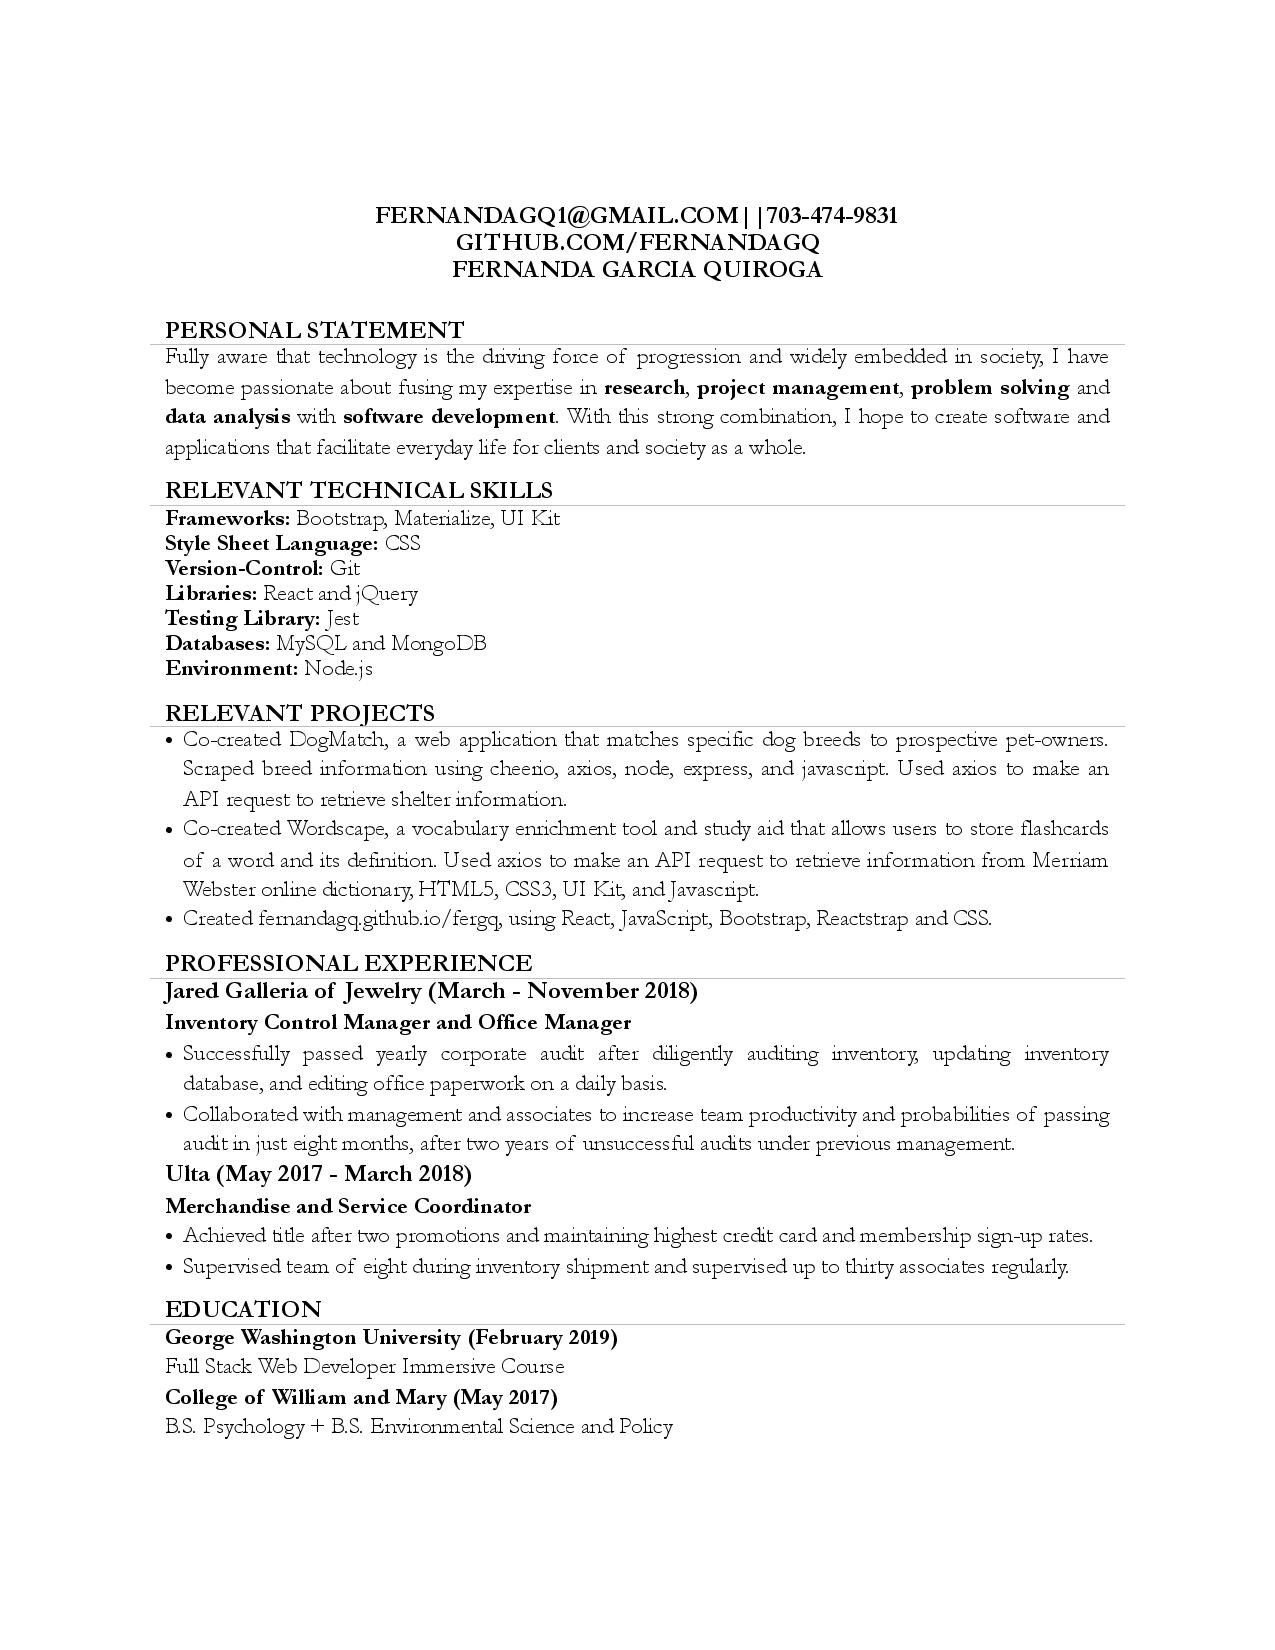 FERNANDAGQ1@GMAIL.COM||703-474-9831
GITHUB.COM/FERNANDAGQ
FERNANDA GARCIA QUIROGA
PERSONAL STATEMENT
Fully aware that technology is the driving force of progression and widely embedded in society, I have
become passionate about fusing my expertise in research, project management, problem solving and
data analysis with software development. With this strong combination, I hope to create software and
applications that facilitate everyday life for clients and society as a whole.
RELEVANT TECHNICAL SKILLS
Frameworks: Bootstrap, Materialize, UI Kit
Style Sheet Language: CSS
Version-Control: Git
Libraries: React and jQuery
Testing Library: Jest
Databases: MySQL and MongoDB
Environment: Node.js
RELEVANT PROJECTS
• Co-created DogMatch, a web application that matches specific dog breeds to prospective pet-owners.
Scraped breed information using cheerio, axios, node, express, and javascript. Used axios to make an
API request to retrieve shelter information.
• Co-created Wordscape, a vocabulary enrichment tool and study aid that allows users to store flashcards
of a word and its definition. Used axios to make an API request to retrieve information from Merriam
Webster online dictionary, HTML5, CSS3, UI Kit, and Javascript.
• Created fernandagq.github.io/fergq, using React, JavaScript, Bootstrap, Reactstrap and CSS.
PROFESSIONAL EXPERIENCE
Jared Galleria of Jewelry (March - November 2018)
Inventory Control Manager and Office Manager
• Successfully passed yearly corporate audit after diligently auditing inventory, updating inventory
database, and editing office paperwork on a daily basis.
• Collaborated with management and associates to increase team productivity and probabilities of passing
audit in just eight months, after two years of unsuccessful audits under previous management.
Ulta (May 2017 - March 2018)
Merchandise and Service Coordinator
• Achieved title after two promotions and maintaining highest credit card and membership sign-up rates.
• Supervised team of eight during inventory shipment and supervised up to thirty associates regularly.
EDUCATION
George Washington University (February 2019)
Full Stack Web Developer Immersive Course
College of William and Mary (May 2017)
B.S. Psychology + B.S. Environmental Science and Policy